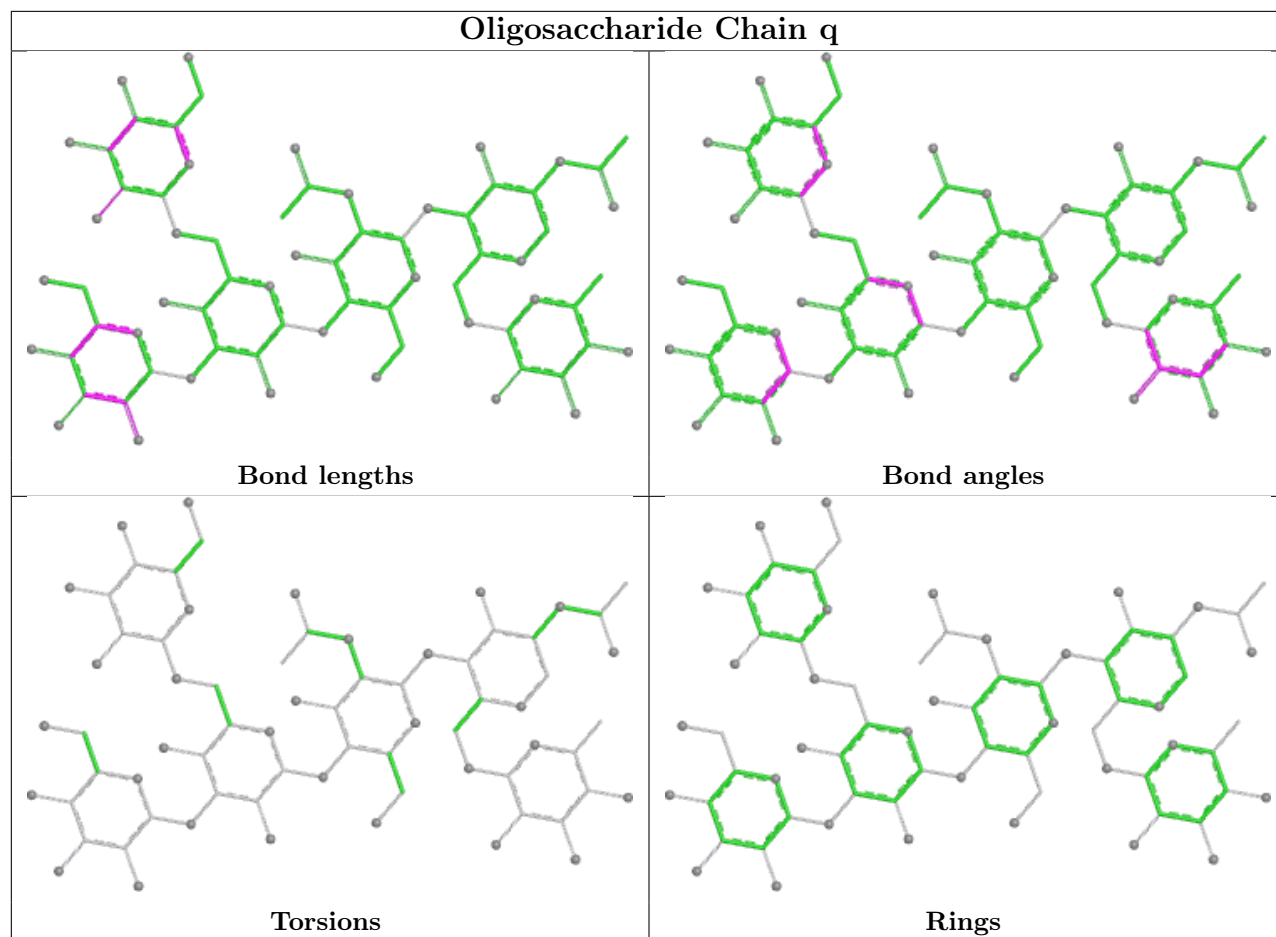 Oligosaccharide Chain q
Bond lengths
Bond angles
Torsions
Rings